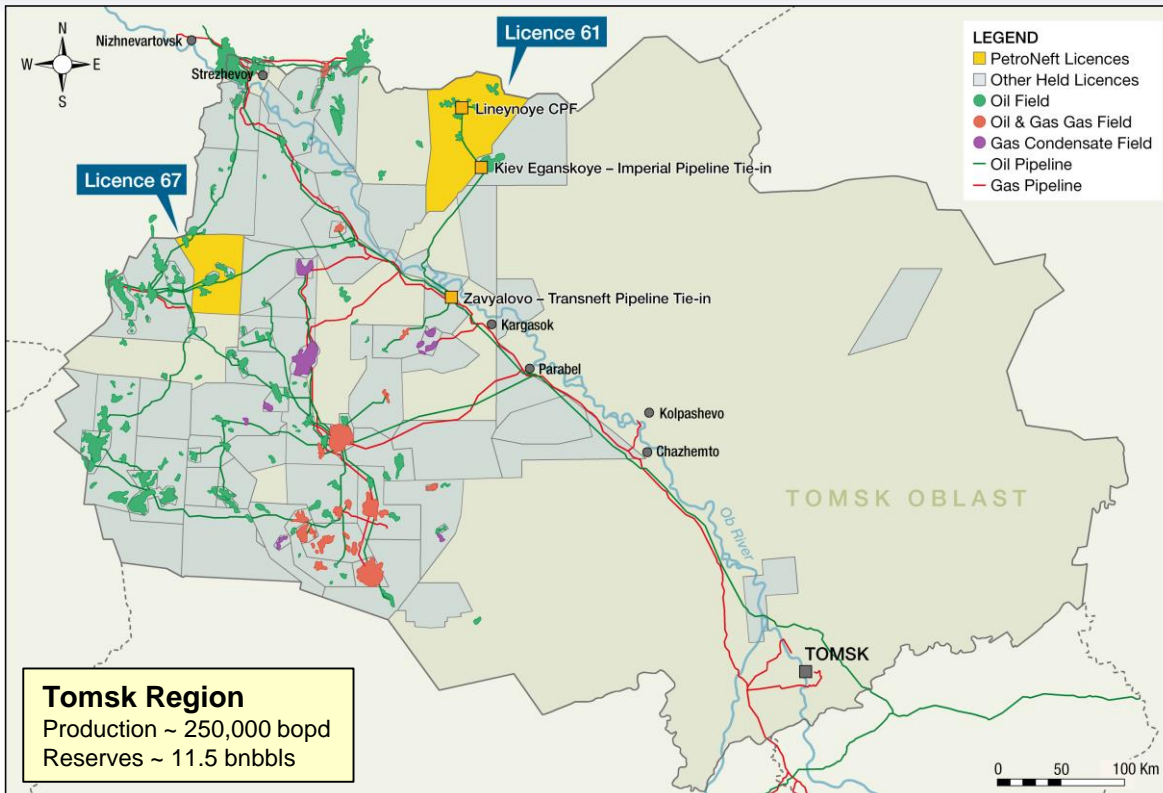 Licence 61
Nizhnevartovsk
N
W E
S
Strezhevoy
LEGEND
PetroNeft Licences
Other Held Licences
Oil Field
Oil & Gas Gas Field
Gas Condensate Field
Oil Pipeline
Gas Pipeline
Lineynoye CPF
Kiev Eganskoye – Imperial Pipeline Tie-in
Licence 67
Zavyalovo – Transneft Pipeline Tie-in
Kargasok
Parabel
Kolpashevo
Chazhemto
TOMSK OBLAST
Ob River
TOMSK
Tomsk Region
Production ~ 250,000 bopd
Reserves ~ 11.5 bnbbls
0 50 100 Km